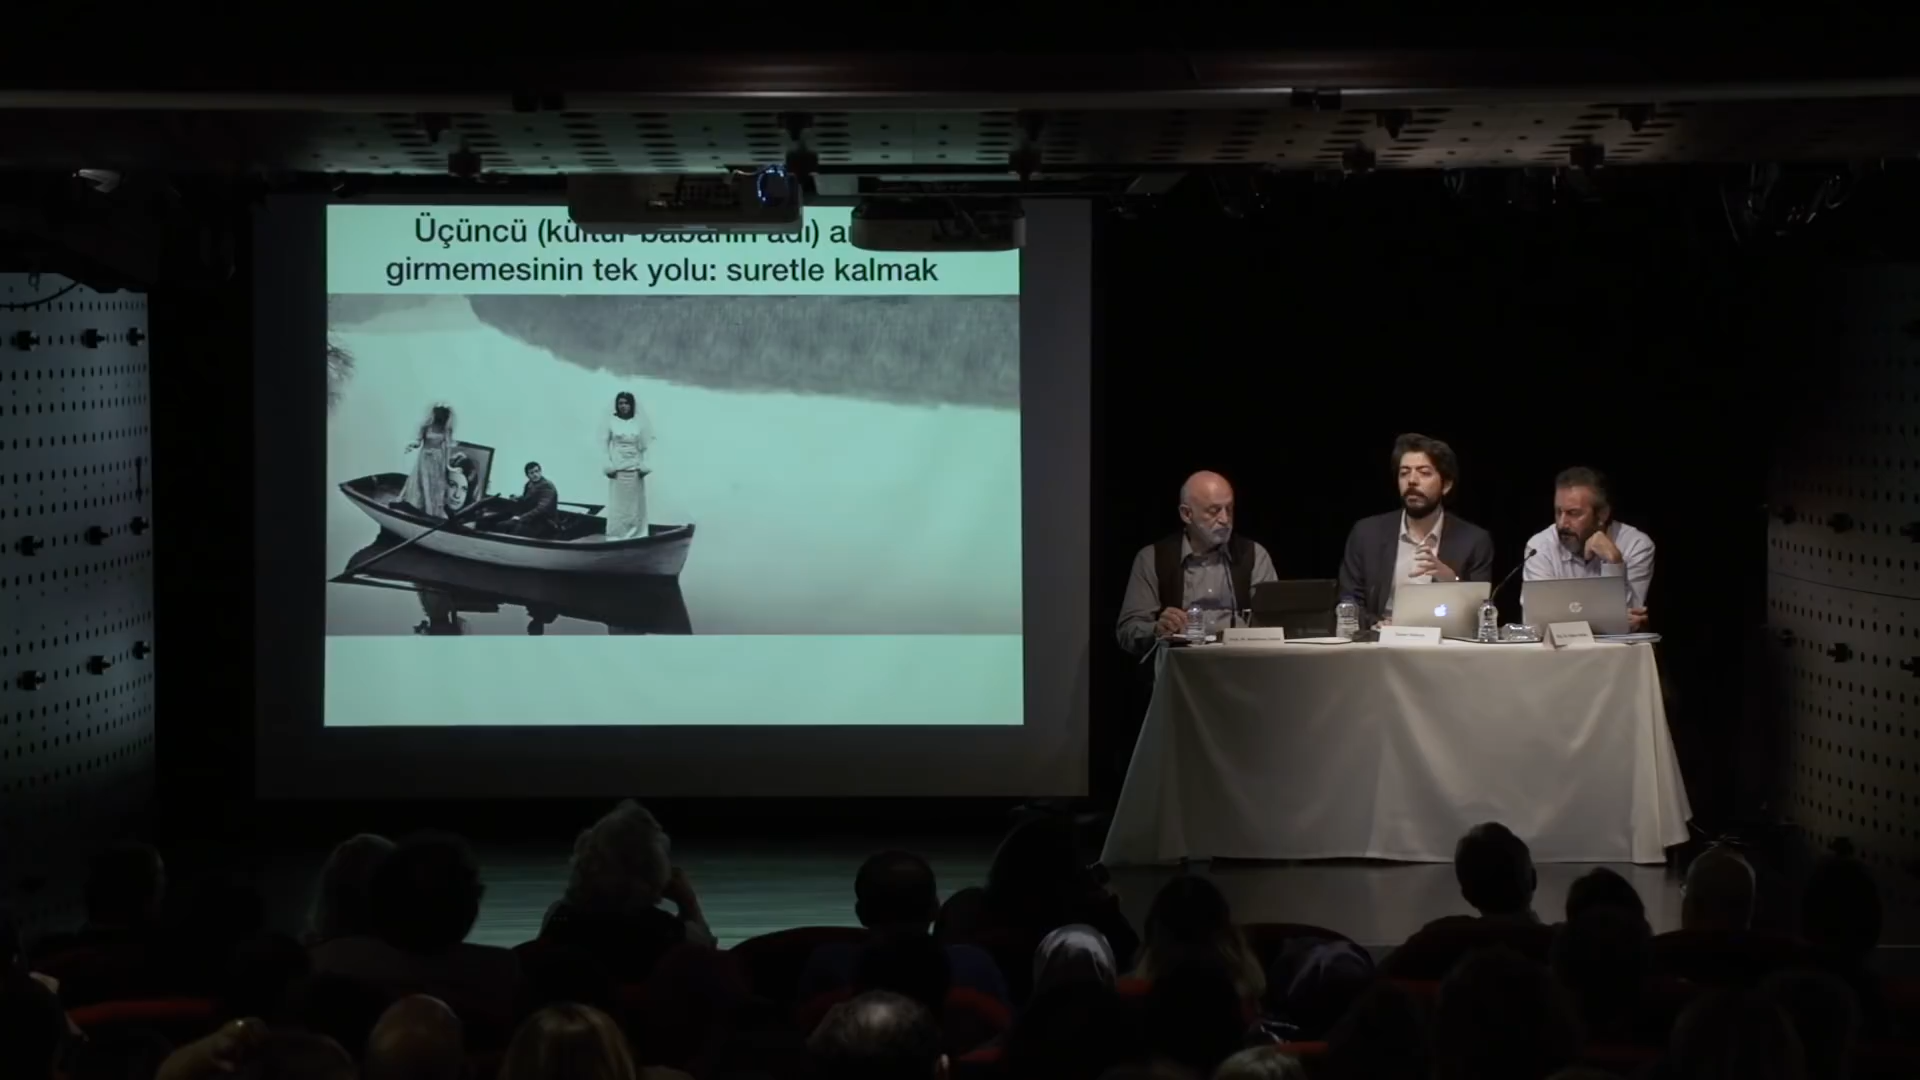 Üçüncü (kültür-babanın adı)
girmemesinin tek yolu: suretle kalmak